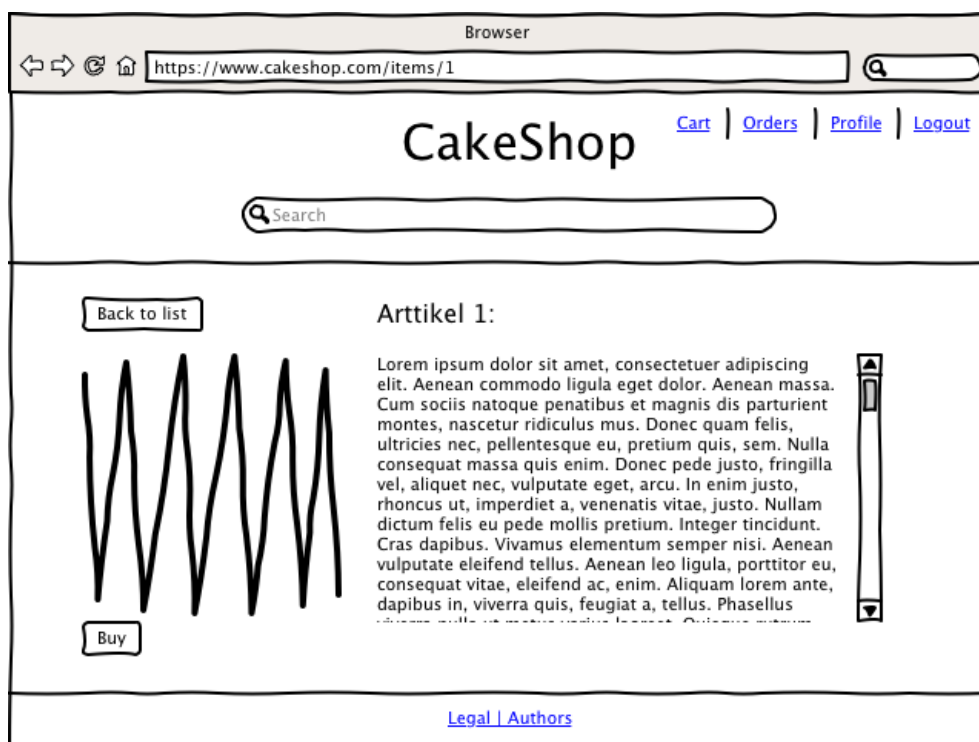 Browser
https://www.cakeshop.com/items/1
Cart | Orders | Profile | Logout
CakeShop
Search
Back to list
Arttikel 1:
Lorem ipsum dolor sit amet, consectetuer adipiscing
elit. Aenean commodo ligula eget dolor. Aenean massa.
Cum sociis natoque penatibus et magnis dis parturient
montes, nascetur ridiculus mus. Donec quam felis,
ultricies nec, pellentesque eu, pretium quis, sem. Nulla
consequat massa quis enim. Donec pede justo, fringilla
vel, aliquet nec, vulputate eget, arcu. In enim justo,
rhoncus ut, imperdiet a, venenatis vitae, justo. Nullam
dictum felis eu pede mollis pretium. Integer tincidunt.
Cras dapibus. Vivamus elementum semper nisi. Aenean
vulputate eleifend tellus. Aenean leo ligula, porttitor eu,
consequat vitae, eleifend ac, enim. Aliquam lorem ante,
dapibus in, viverra quis, feugiat a, tellus. Phasellus
Buy
Legal | Authors